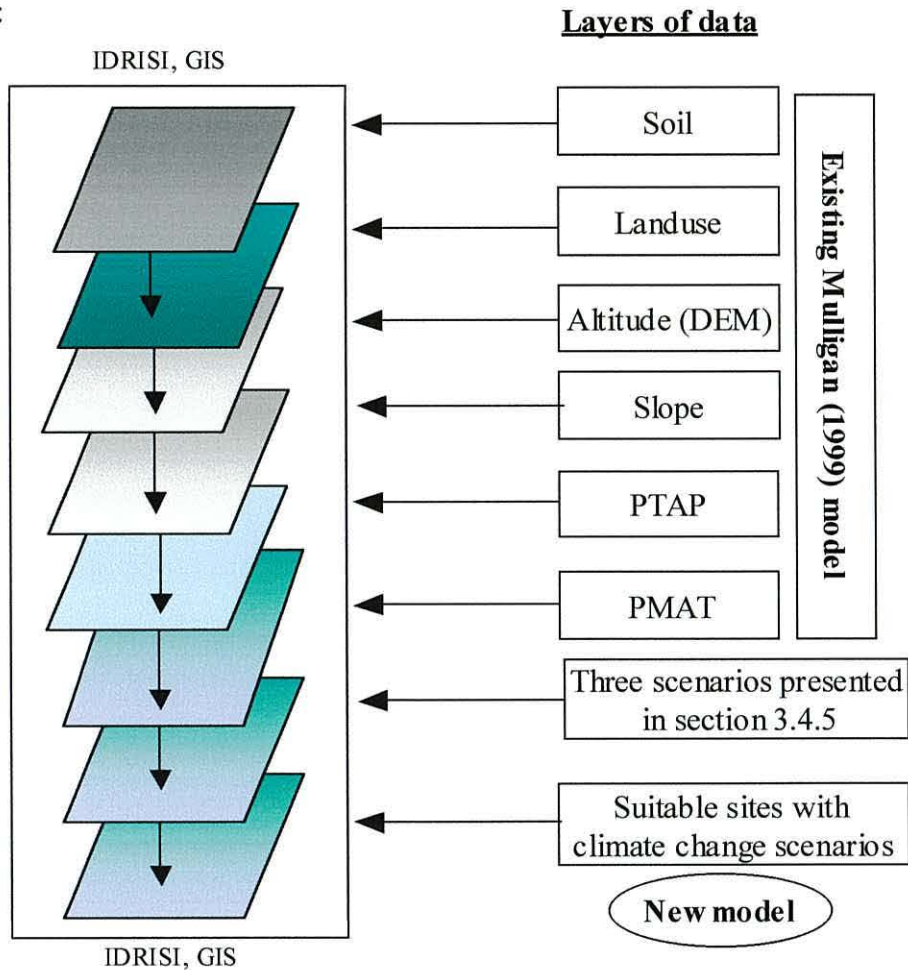 :
Layers of data
IDRISI, GIS
Soil
Landuse
Altitude (DEM)
Slope
PTAP
PMAT
Existing Mulligan (1999) model
Three scenarios presented
in section 3.4.5
Suitable sites with
climate change scenarios
New model
IDRISI, GIS